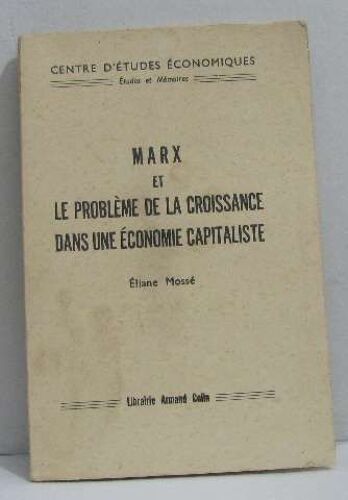 CENTRE D'ÉTUDES ÉCONOMIQUES
Études et Mémoires
MARX
ET
LE PROBLÈME DE LA CROISSANCE
DANS UNE ÉCONOMIE CAPITALISTE
Éliane Mossé
Librairie Armand Colin